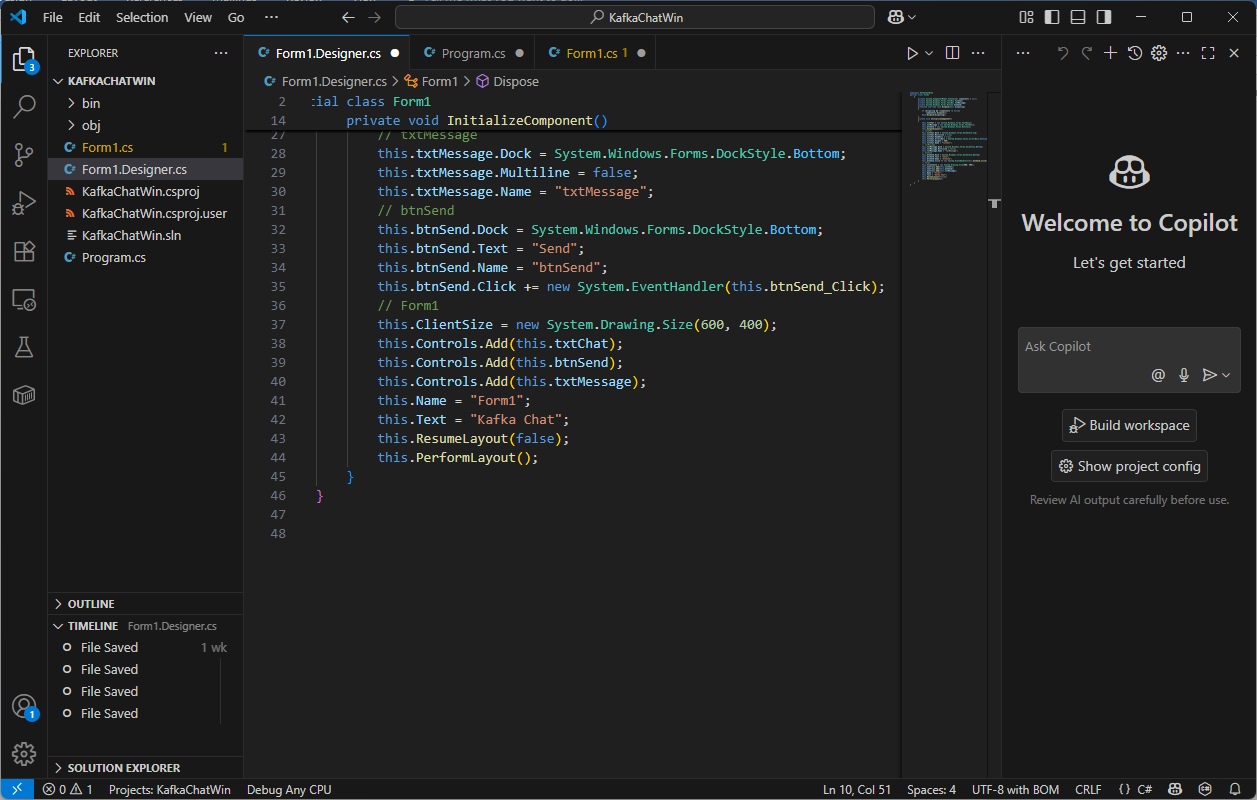 File Edit Selection View Go ··· KafkaChatWin
EXPLORER ···
KAFKACHATWIN
bin
obj
Form1.cs 1
Form1.Designer.cs
KafkaChatWin.csproj
KafkaChatWin.csproj.user
KafkaChatWin.sln
Program.cs
OUTLINE
TIMELINE Form1.Designer.cs
File Saved 1 wk
File Saved
File Saved
File Saved
SOLUTION EXPLORER
3
1
Form1.Designer.cs Program.cs Form1.cs 1
Form1.Designer.cs > Form1 > Dispose
2 :ial class Form1
14 private void InitializeComponent()
27 // txtMessage
28 this.txtMessage.Dock = System.Windows.Forms.DockStyle.Bottom;
29 this.txtMessage.Multiline = false;
30 this.txtMessage.Name = "txtMessage";
31 // btnSend
32 this.btnSend.Dock = System.Windows.Forms.DockStyle.Bottom;
33 this.btnSend.Text = "Send";
34 this.btnSend.Name = "btnSend";
35 this.btnSend.Click += new System.EventHandler(this.btnSend_Click);
36 // Form1
37 this.ClientSize = new System.Drawing.Size(600, 400);
38 this.Controls.Add(this.txtChat);
39 this.Controls.Add(this.btnSend);
40 this.Controls.Add(this.txtMessage);
41 this.Name = "Form1";
42 this.Text = "Kafka Chat";
43 this.ResumeLayout(false);
44 this.PerformLayout();
45 }
46 }
47
48
Welcome to Copilot
Let's get started
Ask Copilot
@
Build workspace
Show project config
Review AI output carefully before use.
0 1 Projects: KafkaChatWin Debug Any CPU Ln 10, Col 51 Spaces: 4 UTF-8 with BOM CRLF {} C#